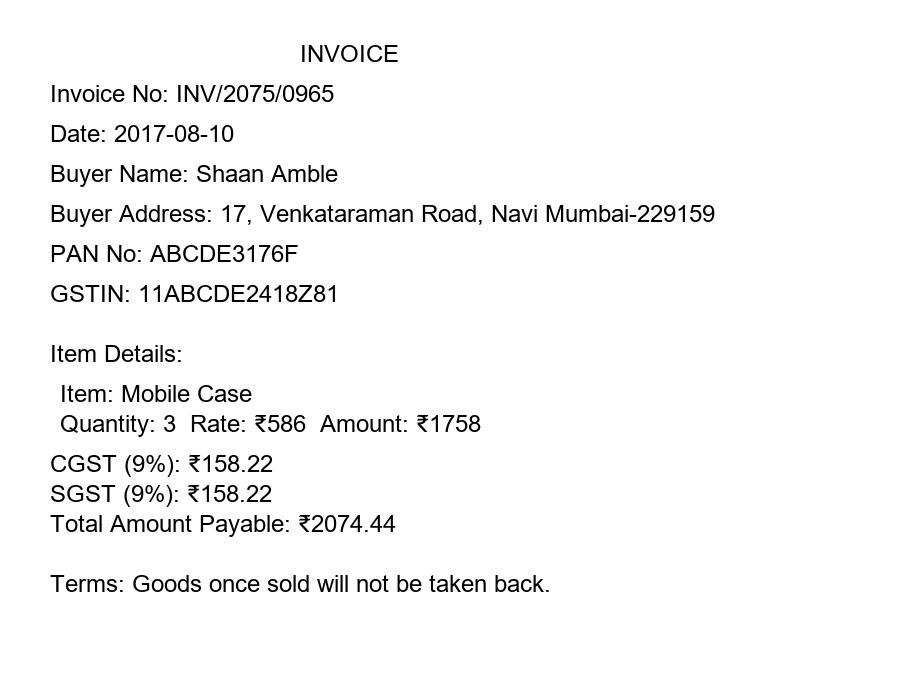 INVOICE
Invoice No: INV/2075/0965
Date: 2017-08-10
Buyer Name: Shaan Amble
Buyer Address: 17, Venkataraman Road, Navi Mumbai-229159
PAN No: ABCDE3176F
GSTIN: 11ABCDE2418Z81
Item Details:
Item: Mobile Case
Quantity: 3  Rate: ₹586  Amount: ₹1758
CGST (9%): ₹158.22
SGST (9%): ₹158.22
Total Amount Payable: ₹2074.44
Terms: Goods once sold will not be taken back.